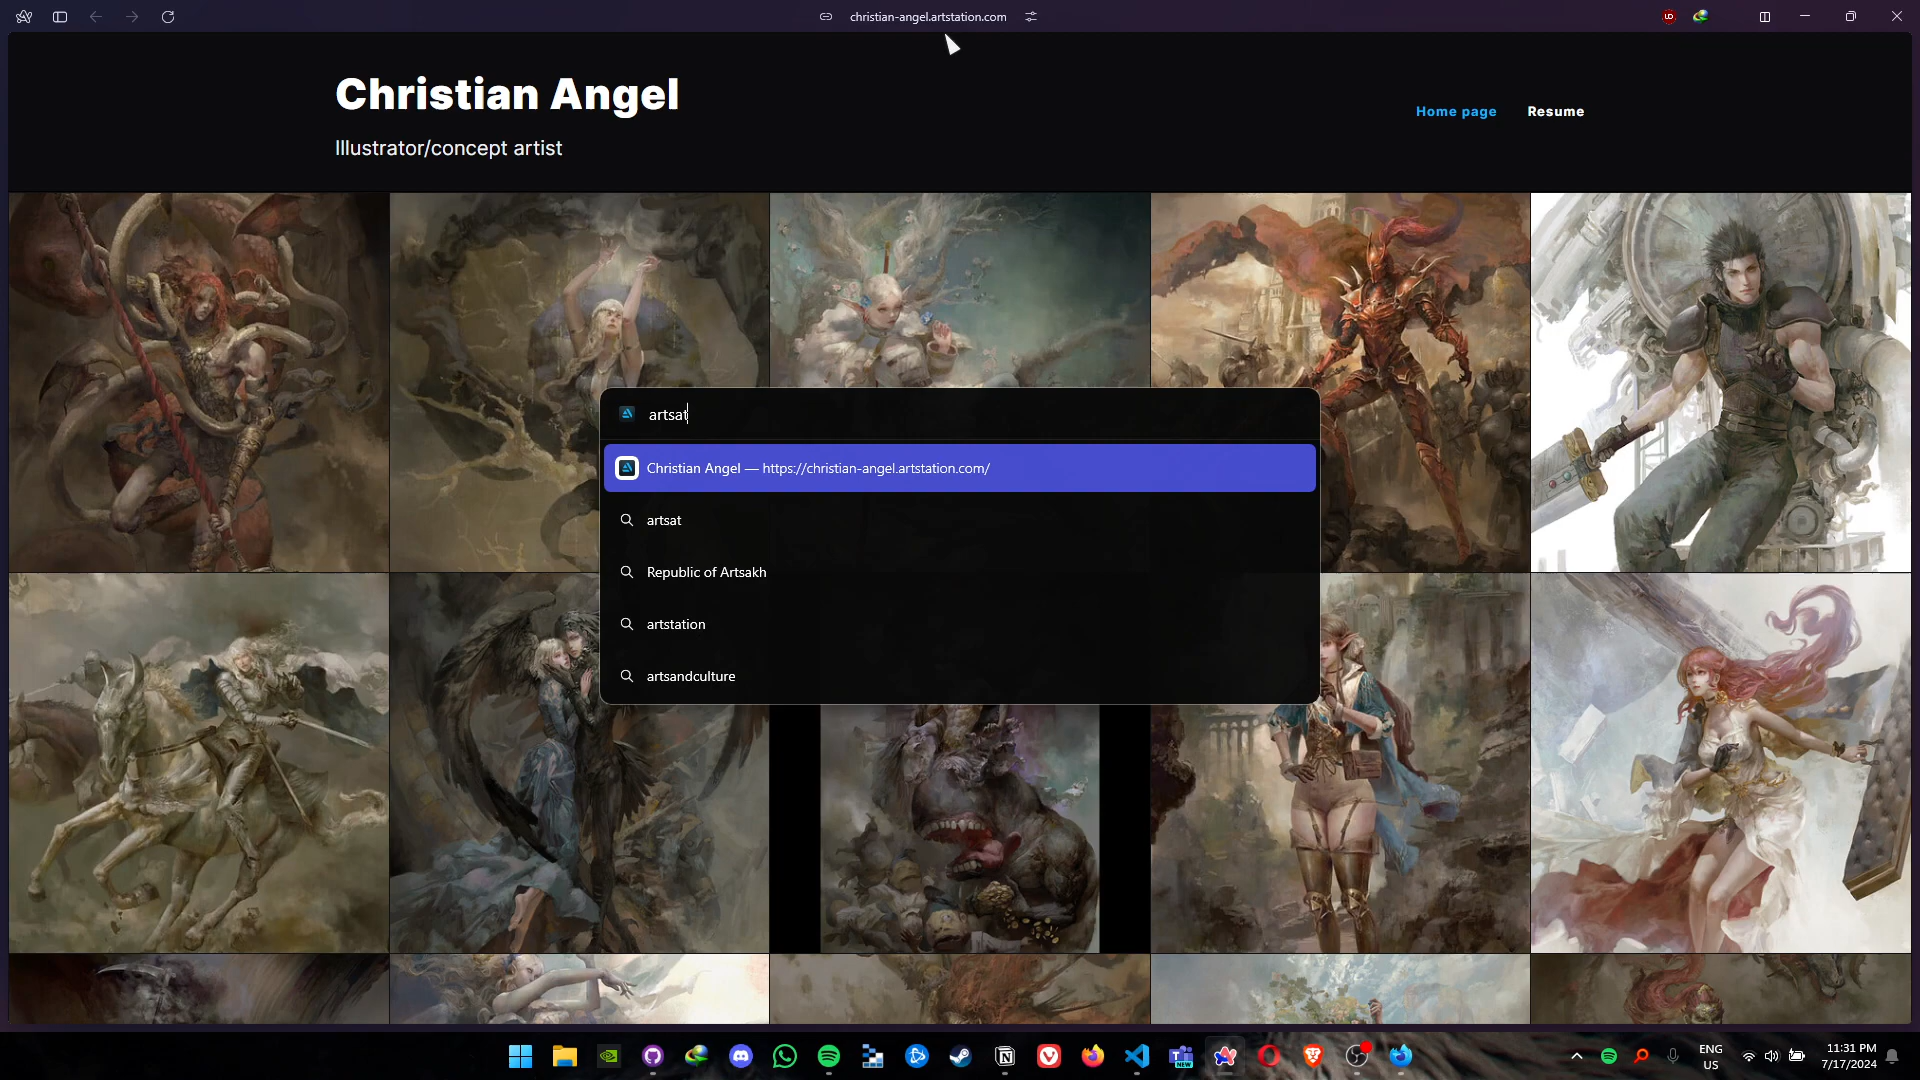 christian-angel.artstation.com
Christian Angel
Illustrator/concept artist
Home page
Resume
artsat
Christian Angel — https://christian-angel.artstation.com/
artsat
Republic of Artsakh
artstation
artsandculture
NEW
ENG
US
11:31 PM
7/17/2024